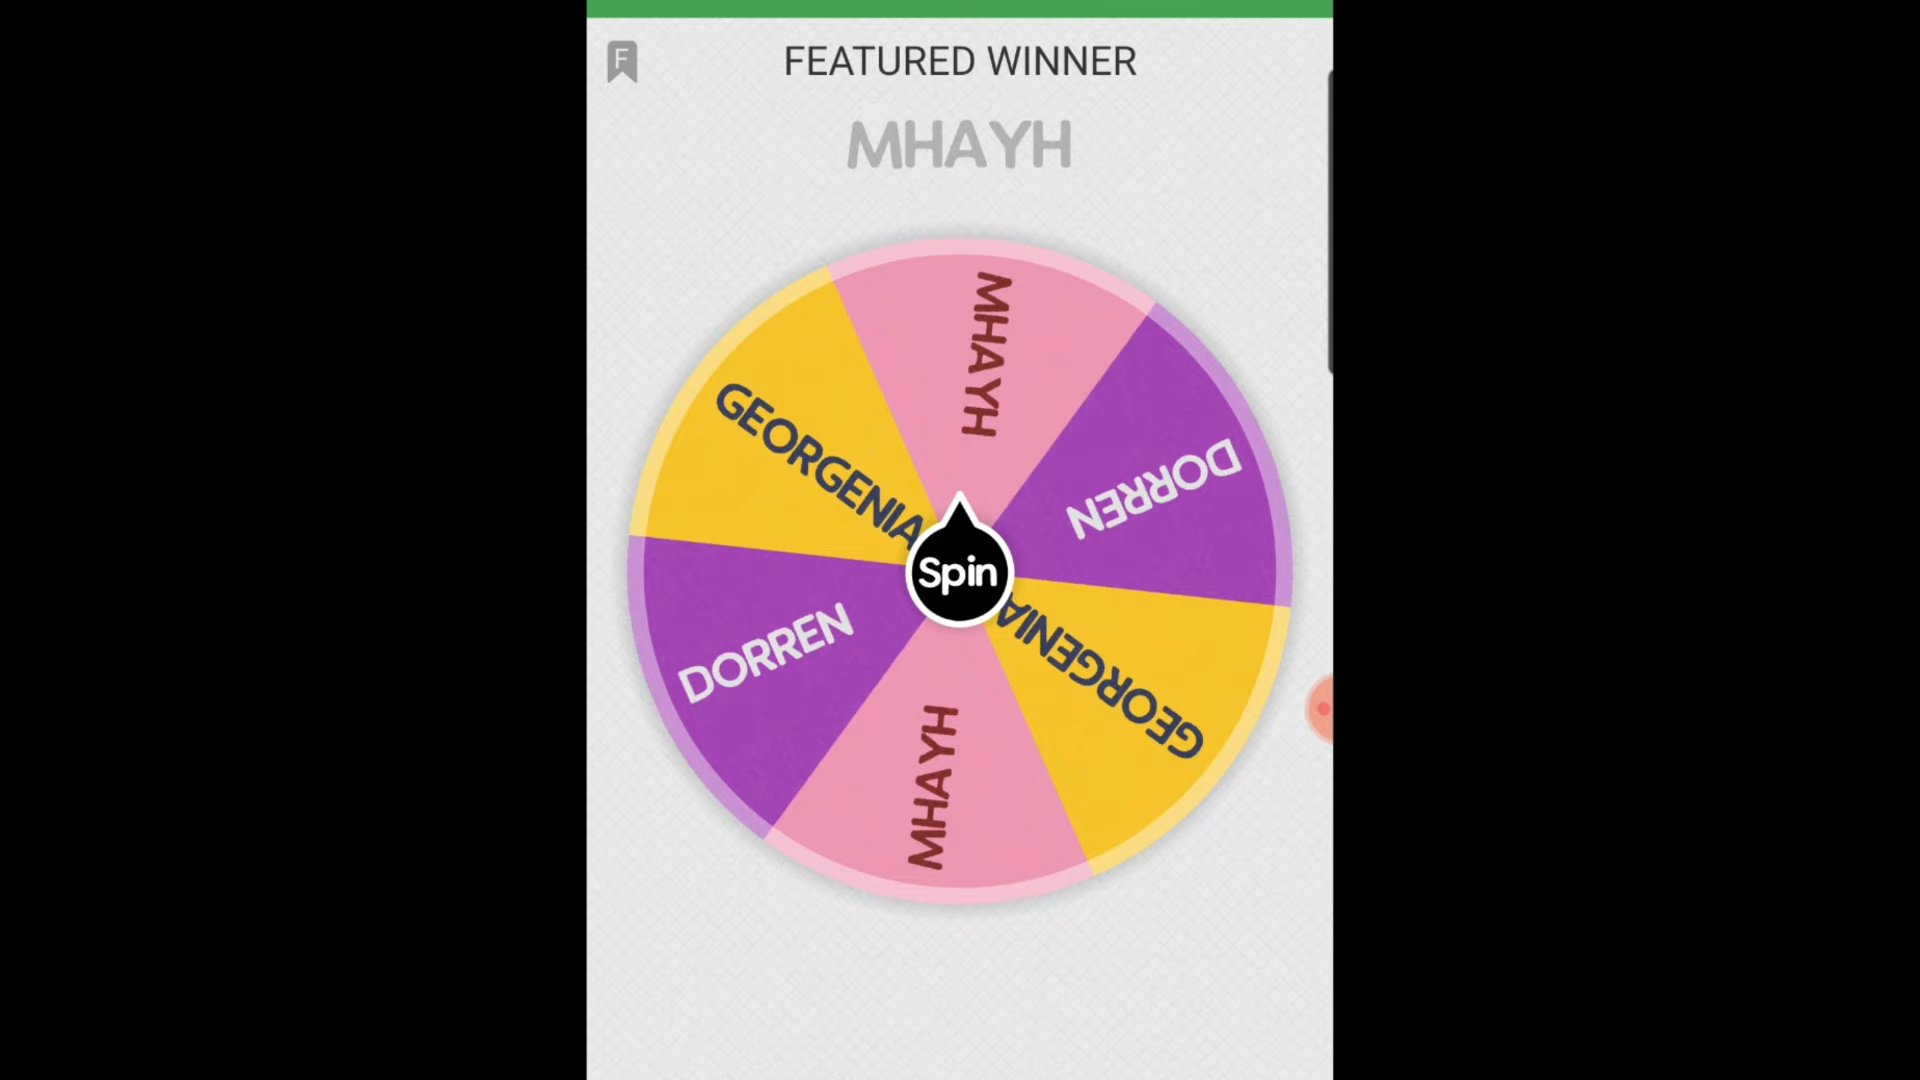 F
FEATURED WINNER
MHAYH
MHAYH
GEORGENIA
DORREN
Spin
DORREN
GEORGENIA
MHAYH